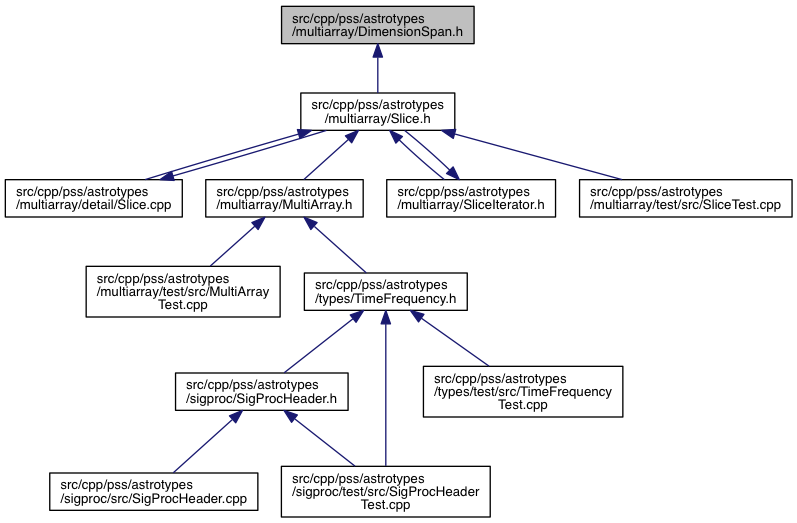 src/cpp/pss/astrotypes
/multiarray/DimensionSpan.h
src/cpp/pss/astrotypes
/multiarray/Slice.h
src/cpp/pss/astrotypes
/multiarray/detail/Slice.cpp
src/cpp/pss/astrotypes
/multiarray/MultiArray.h
src/cpp/pss/astrotypes
/multiarray/SliceIterator.h
src/cpp/pss/astrotypes
/multiarray/test/src/SliceTest.cpp
src/cpp/pss/astrotypes
/multiarray/test/src/MultiArray
Test.cpp
src/cpp/pss/astrotypes
/types/TimeFrequency.h
src/cpp/pss/astrotypes
/sigproc/SigProcHeader.h
src/cpp/pss/astrotypes
/types/test/src/TimeFrequency
Test.cpp
src/cpp/pss/astrotypes
/sigproc/src/SigProcHeader.cpp
src/cpp/pss/astrotypes
/sigproc/test/src/SigProcHeader
Test.cpp